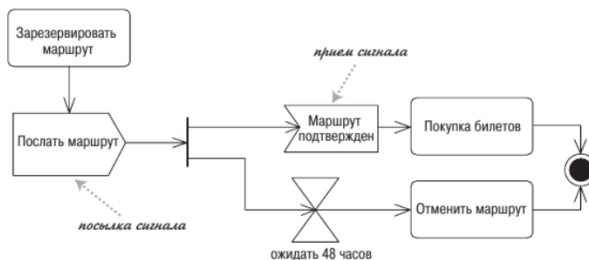 Зарезервировать
маршрут
прием сигнала
Послать маршрут
Маршрут
подтвержден
Покупка билетов
посылка сигнала
Отменить маршрут
ожидать 48 часов